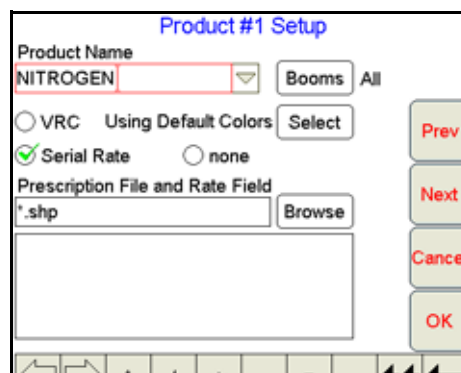 Product #1 Setup
Product Name
NITROGEN
Booms All
VRC Using Default Colors Select
Serial Rate none
Prescription File and Rate Field
*.shp Browse
Prev
Next
Cance
OK